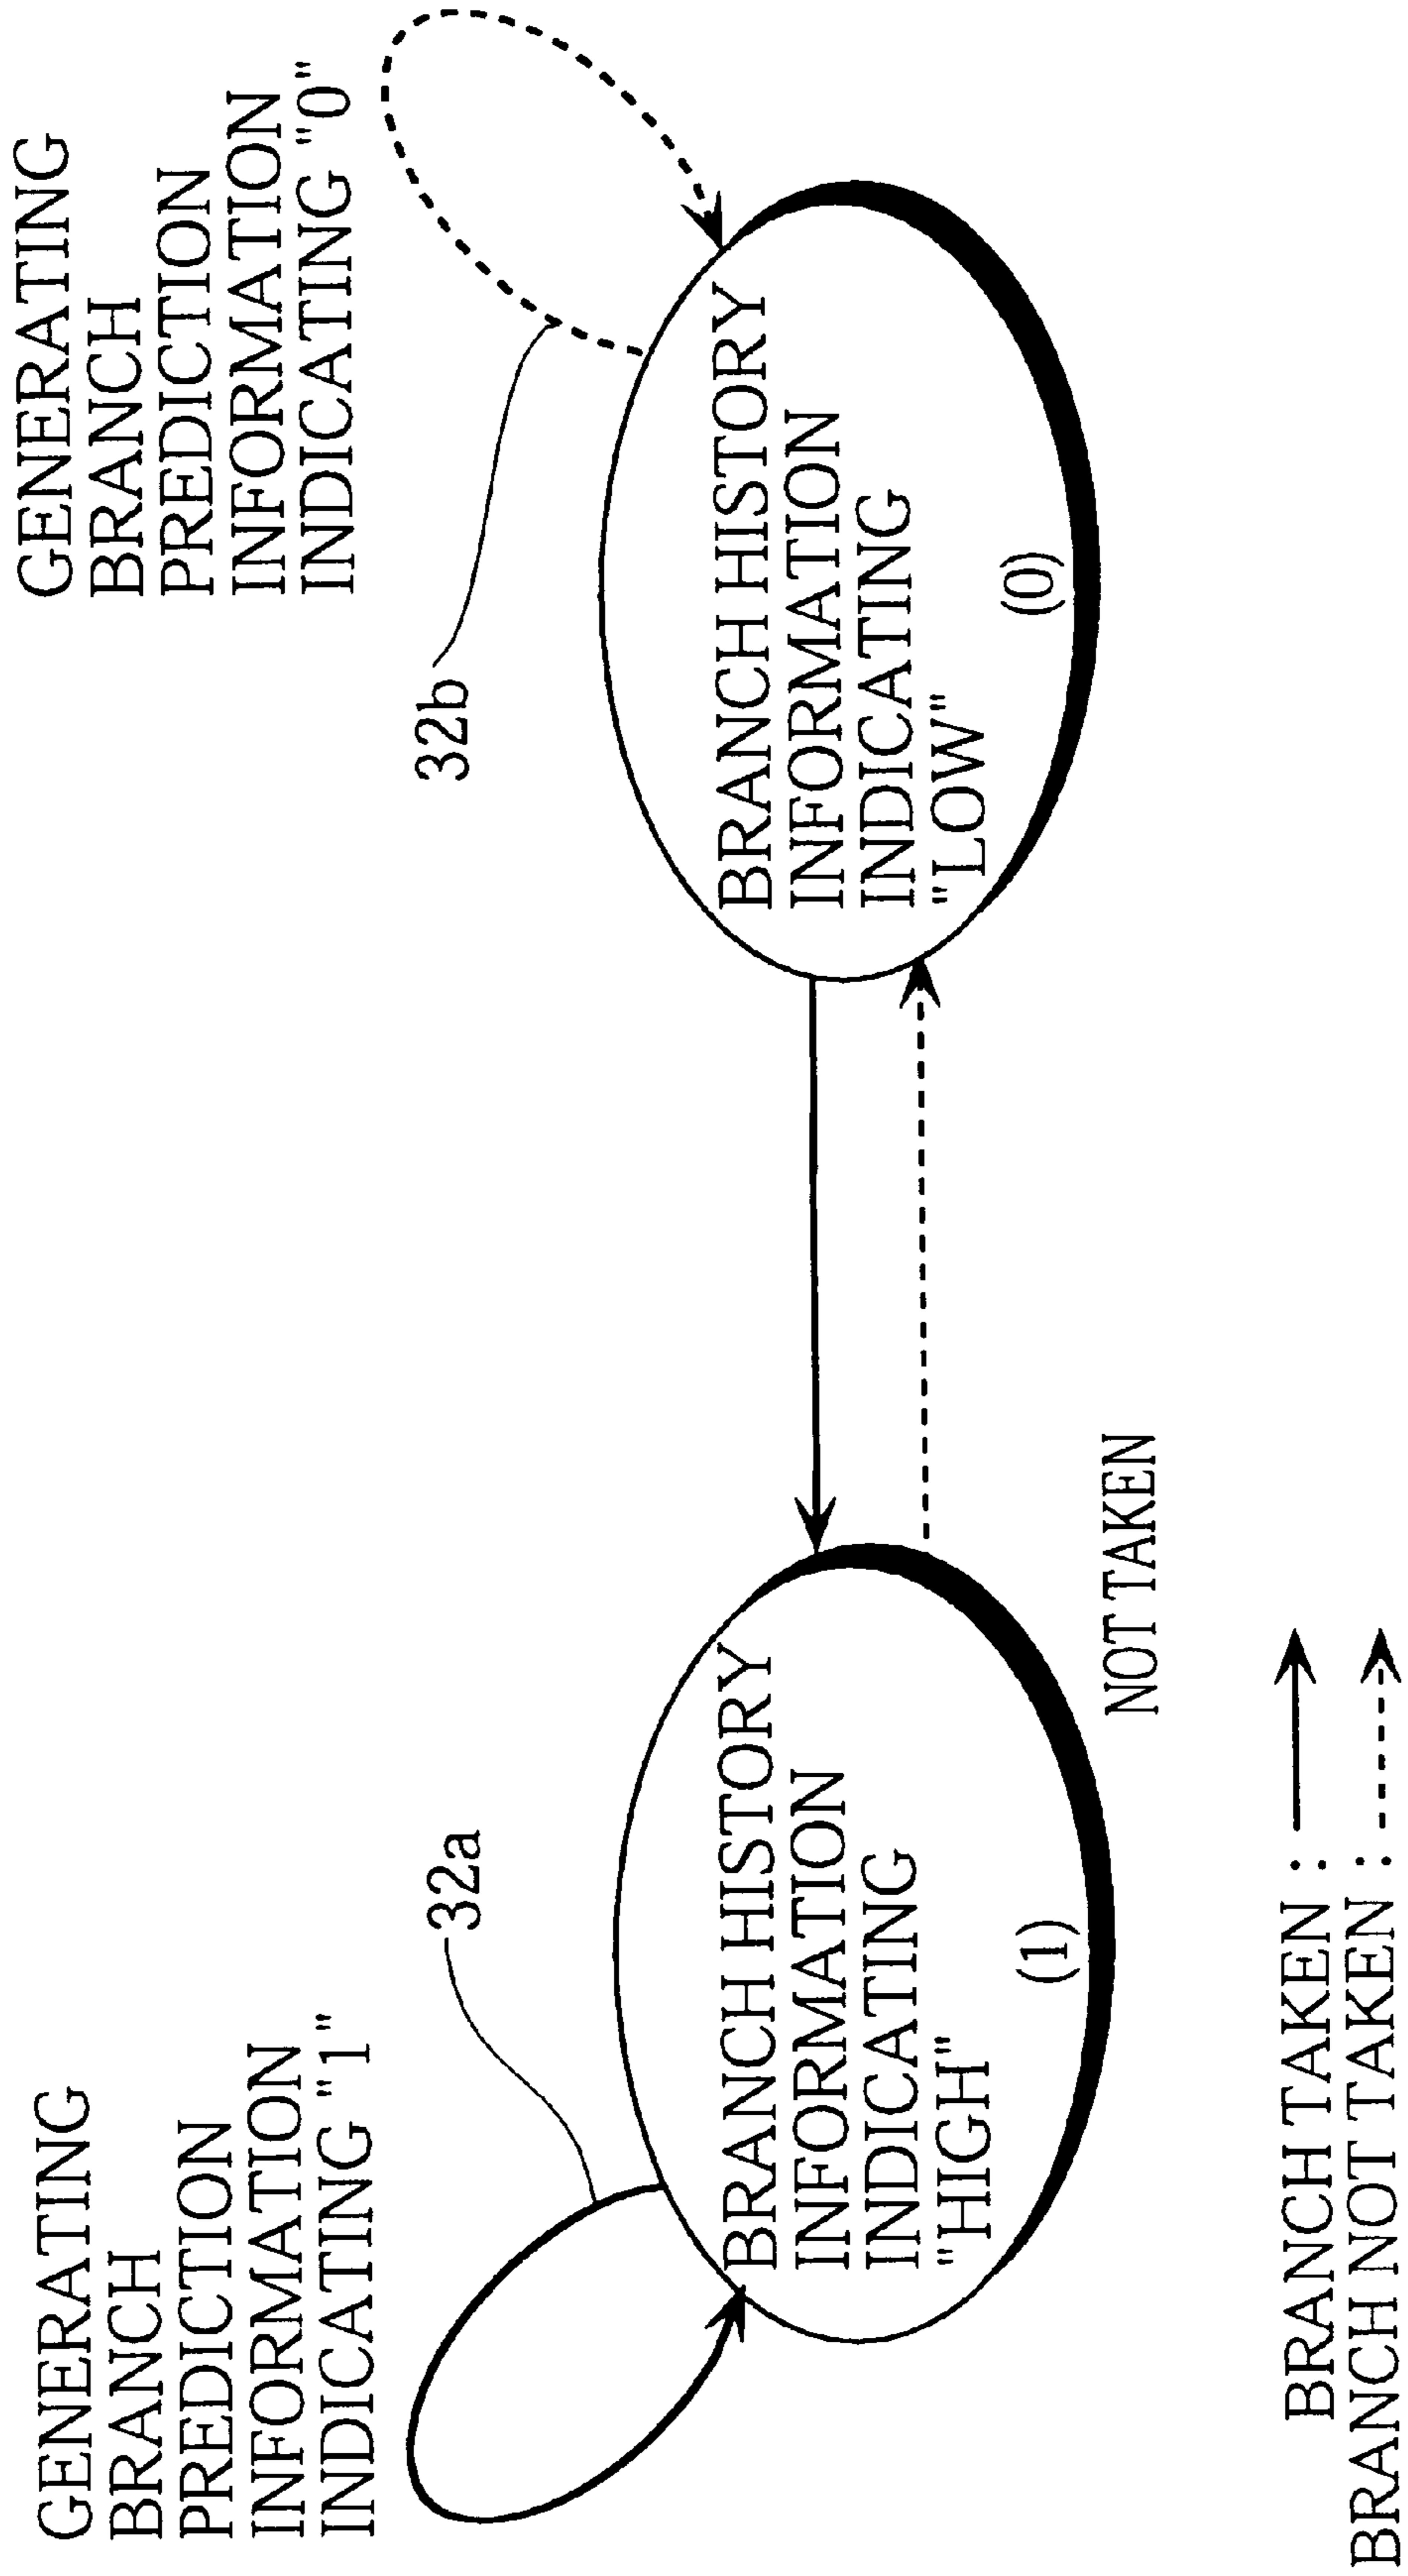 GENERATING
BRANCH
PREDICTION
INFORMATION
INDICATING "1"
32a
BRANCH HISTORY
INFORMATION
INDICATING
"HIGH"
(1)
GENERATING
BRANCH
PREDICTION
INFORMATION
INDICATING "0"
32b
BRANCH HISTORY
INFORMATION
INDICATING
"LOW"
(0)
NOT TAKEN
BRANCH TAKEN :
BRANCH NOT TAKEN :